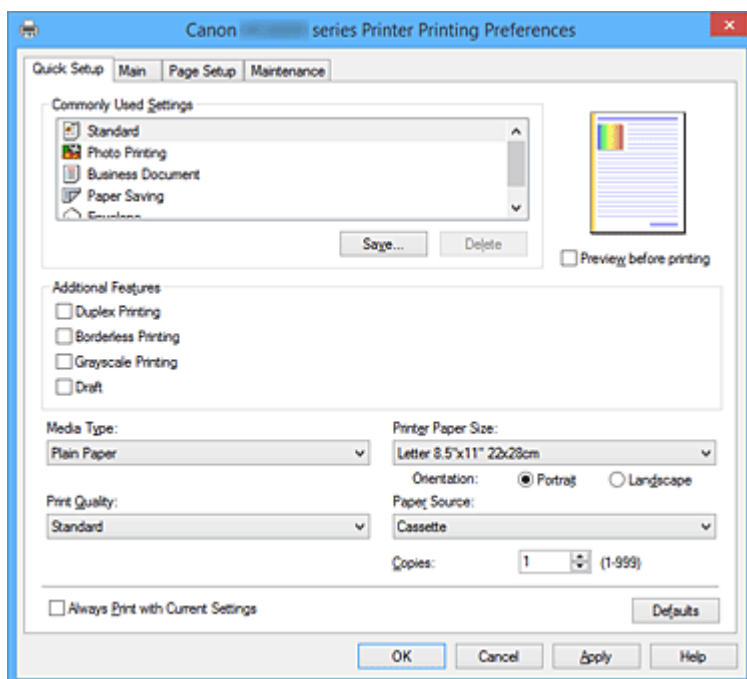 Canon series Printer Printing Preferences
Quick Setup Main Page Setup Maintenance
Commonly Used Settings
Standard
Photo Printing
Business Document
Paper Saving
Envelope
Save... Delete
Preview before printing
Additional Features
Duplex Printing
Borderless Printing
Grayscale Printing
Draft
Media Type: Printer Paper Size:
Plain Paper Letter 8.5"x11" 22x28cm
Orientation: Portrait Landscape
Print Quality: Paper Source:
Standard Cassette
Copies: 1 (1-999)
Always Print with Current Settings Defaults
OK Cancel Apply Help